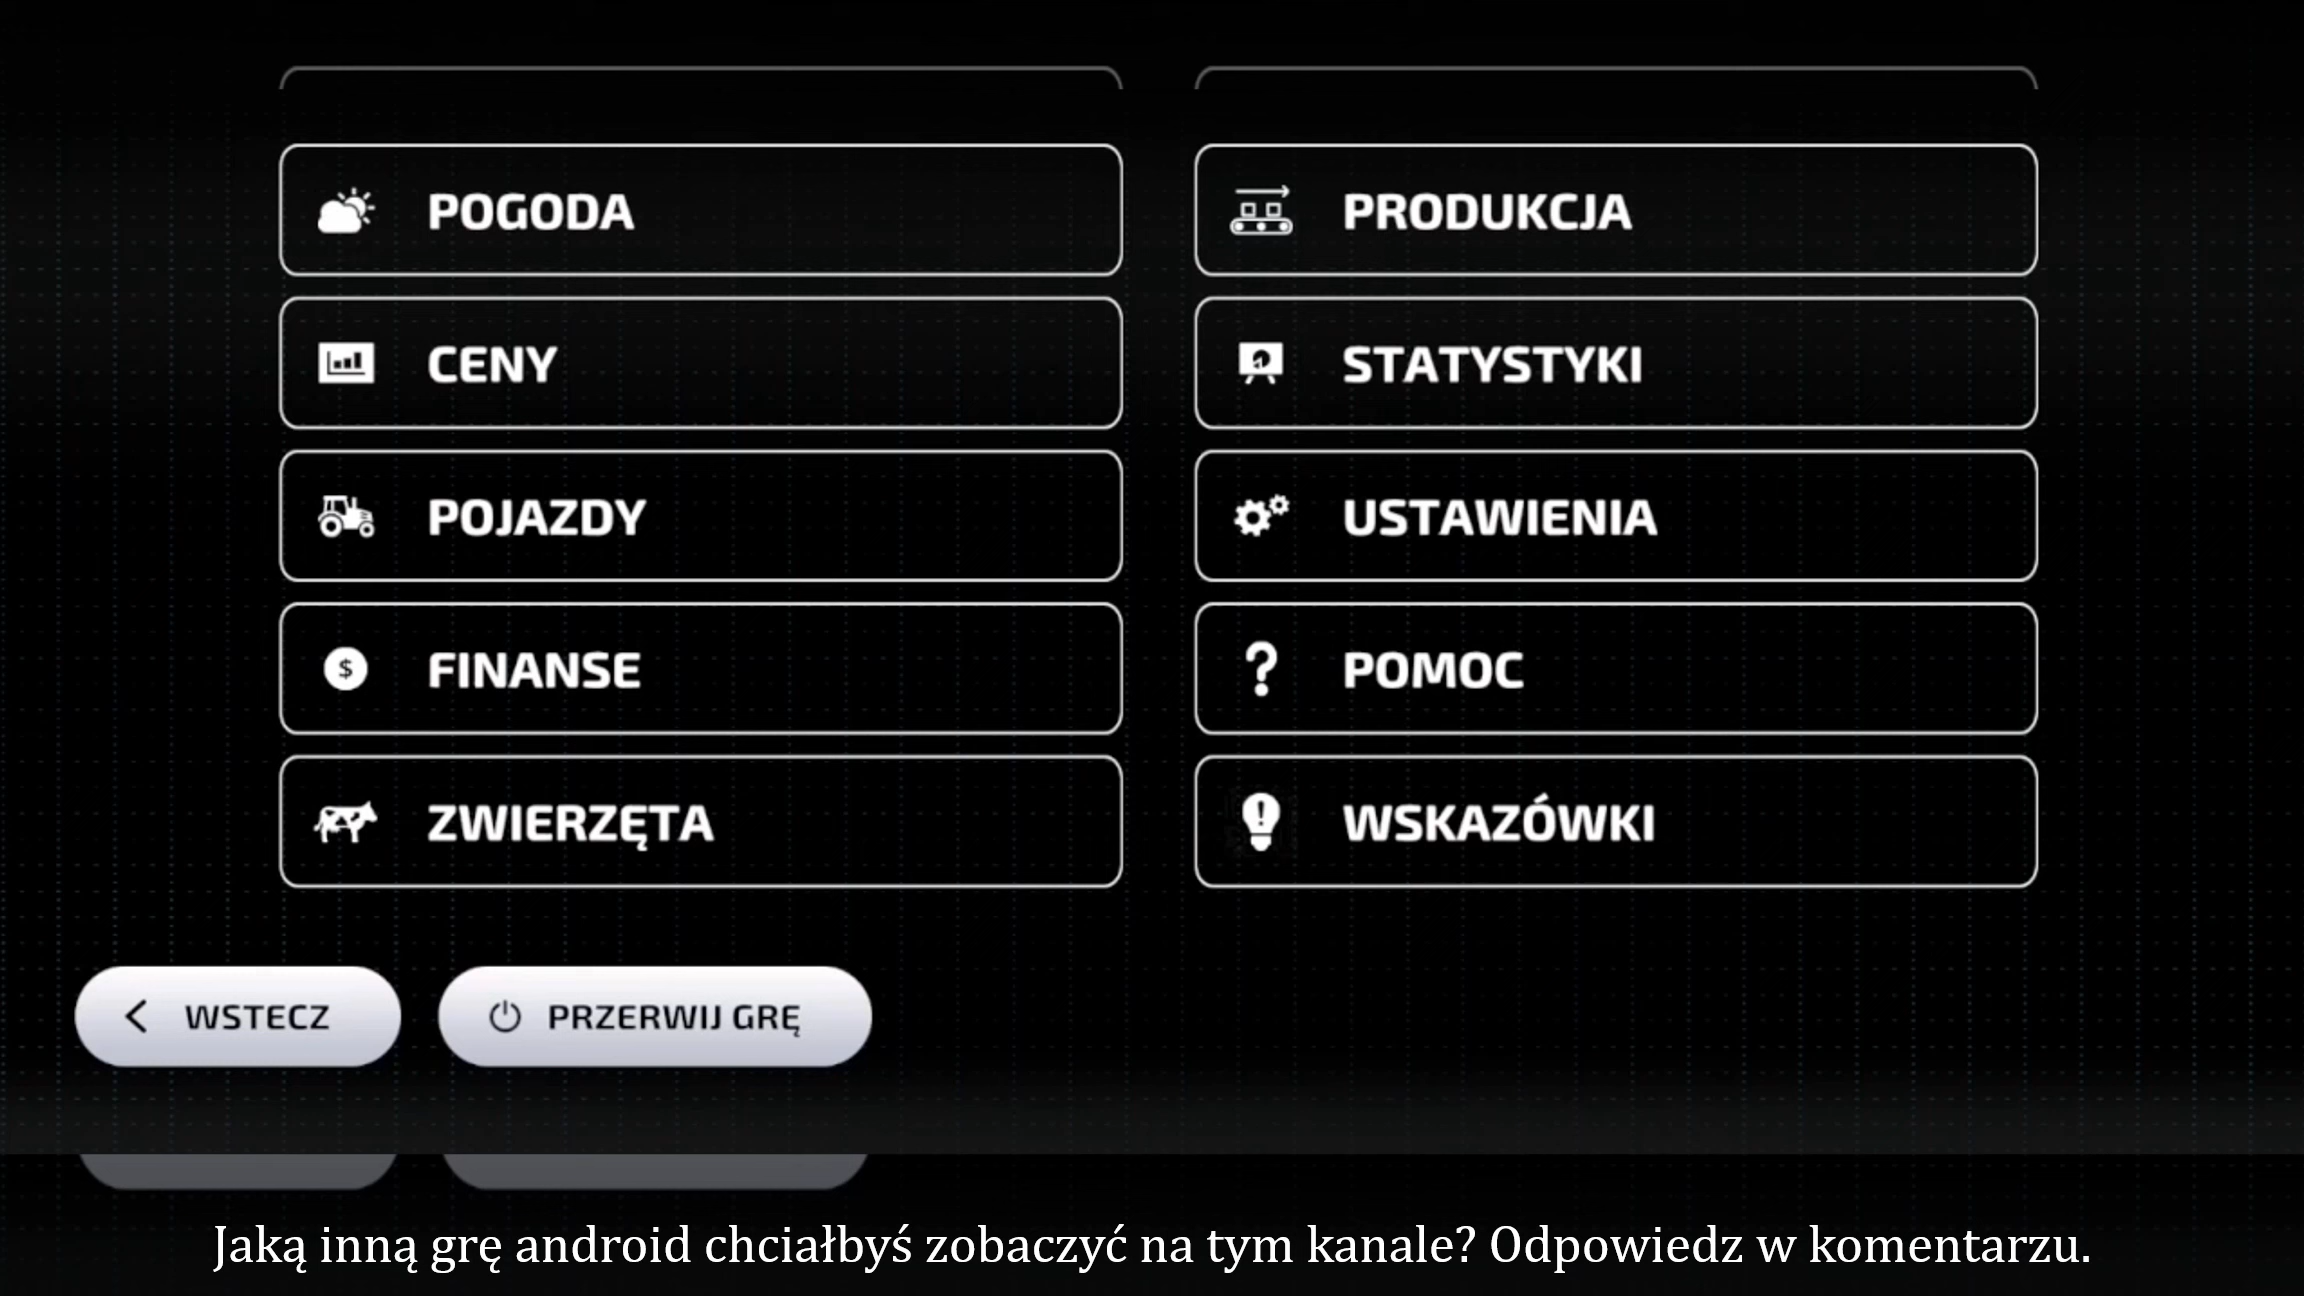 POGODA
PRODUKCJA
CENY
STATYSTYKI
POJAZDY
USTAWIENIA
FINANSE
POMOC
ZWIERZĘTA
WSKAZÓWKI
WSTECZ
PRZERWIJ GRĘ
Jaką inną grę android chciałbyś zobaczyć na tym kanale? Odpowiedz w komentarzu.